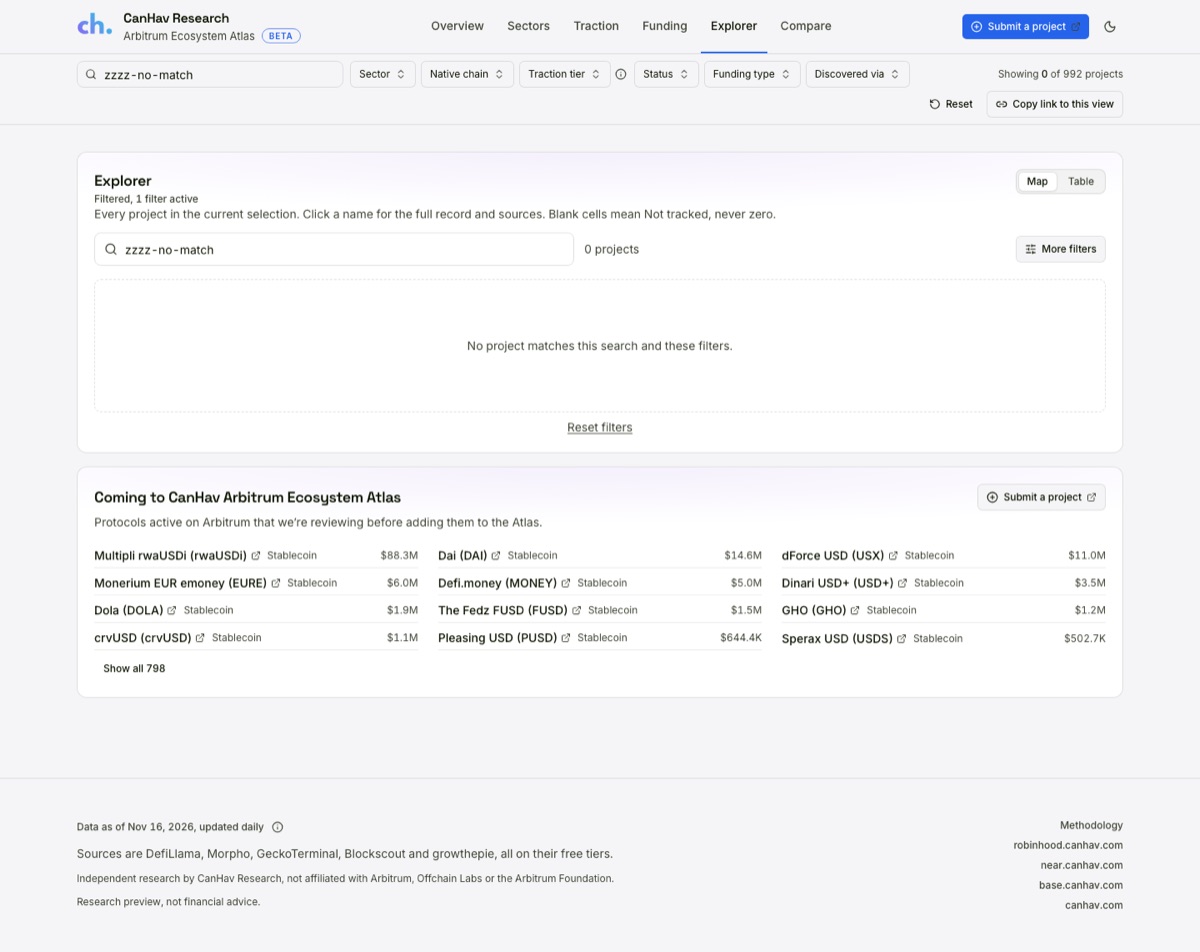 ch.
CanHav Research
Arbitrum Ecosystem Atlas BETA
Overview Sectors Traction Funding Explorer Compare
Submit a project
zzzz-no-match
Sector Native chain Traction tier Status Funding type Discovered via
Showing 0 of 992 projects
Reset Copy link to this view
Explorer
Map Table
Filtered, 1 filter active
Every project in the current selection. Click a name for the full record and sources. Blank cells mean Not tracked, never zero.
zzzz-no-match 0 projects More filters
No project matches this search and these filters.
Reset filters
Coming to CanHav Arbitrum Ecosystem Atlas
Submit a project
Protocols active on Arbitrum that we're reviewing before adding them to the Atlas.
Multipli rwaUSDi (rwaUSDi) Stablecoin $88.3M Dai (DAI) Stablecoin $14.6M dForce USD (USX) Stablecoin $11.0M
Monerium EUR emoney (EURE) Stablecoin $6.0M Defi.money (MONEY) Stablecoin $5.0M Dinari USD+ (USD+) Stablecoin $3.5M
Dola (DOLA) Stablecoin $1.9M The Fedz FUSD (FUSD) Stablecoin $1.5M GHO (GHO) Stablecoin $1.2M
crvUSD (crvUSD) Stablecoin $1.1M Pleasing USD (PUSD) Stablecoin $644.4K Sperax USD (USDS) Stablecoin $502.7K
Show all 798
Data as of Nov 16, 2026, updated daily
Sources are DefiLlama, Morpho, GeckoTerminal, Blockscout and growthepie, all on their free tiers.
Independent research by CanHav Research, not affiliated with Arbitrum, Offchain Labs or the Arbitrum Foundation.
Research preview, not financial advice.
Methodology
robinhood.canhav.com
near.canhav.com
base.canhav.com
canhav.com